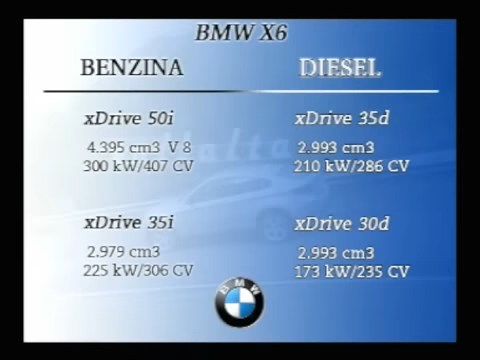 BMW X6
BENZINA
DIESEL
xDrive 50i
4.395 cm3 V 8
300 kW/407 CV
xDrive 35d
2.993 cm3
210 kW/286 CV
xDrive 35i
2.979 cm3
225 kW/306 CV
xDrive 30d
2.993 cm3
173 kW/235 CV
BMW